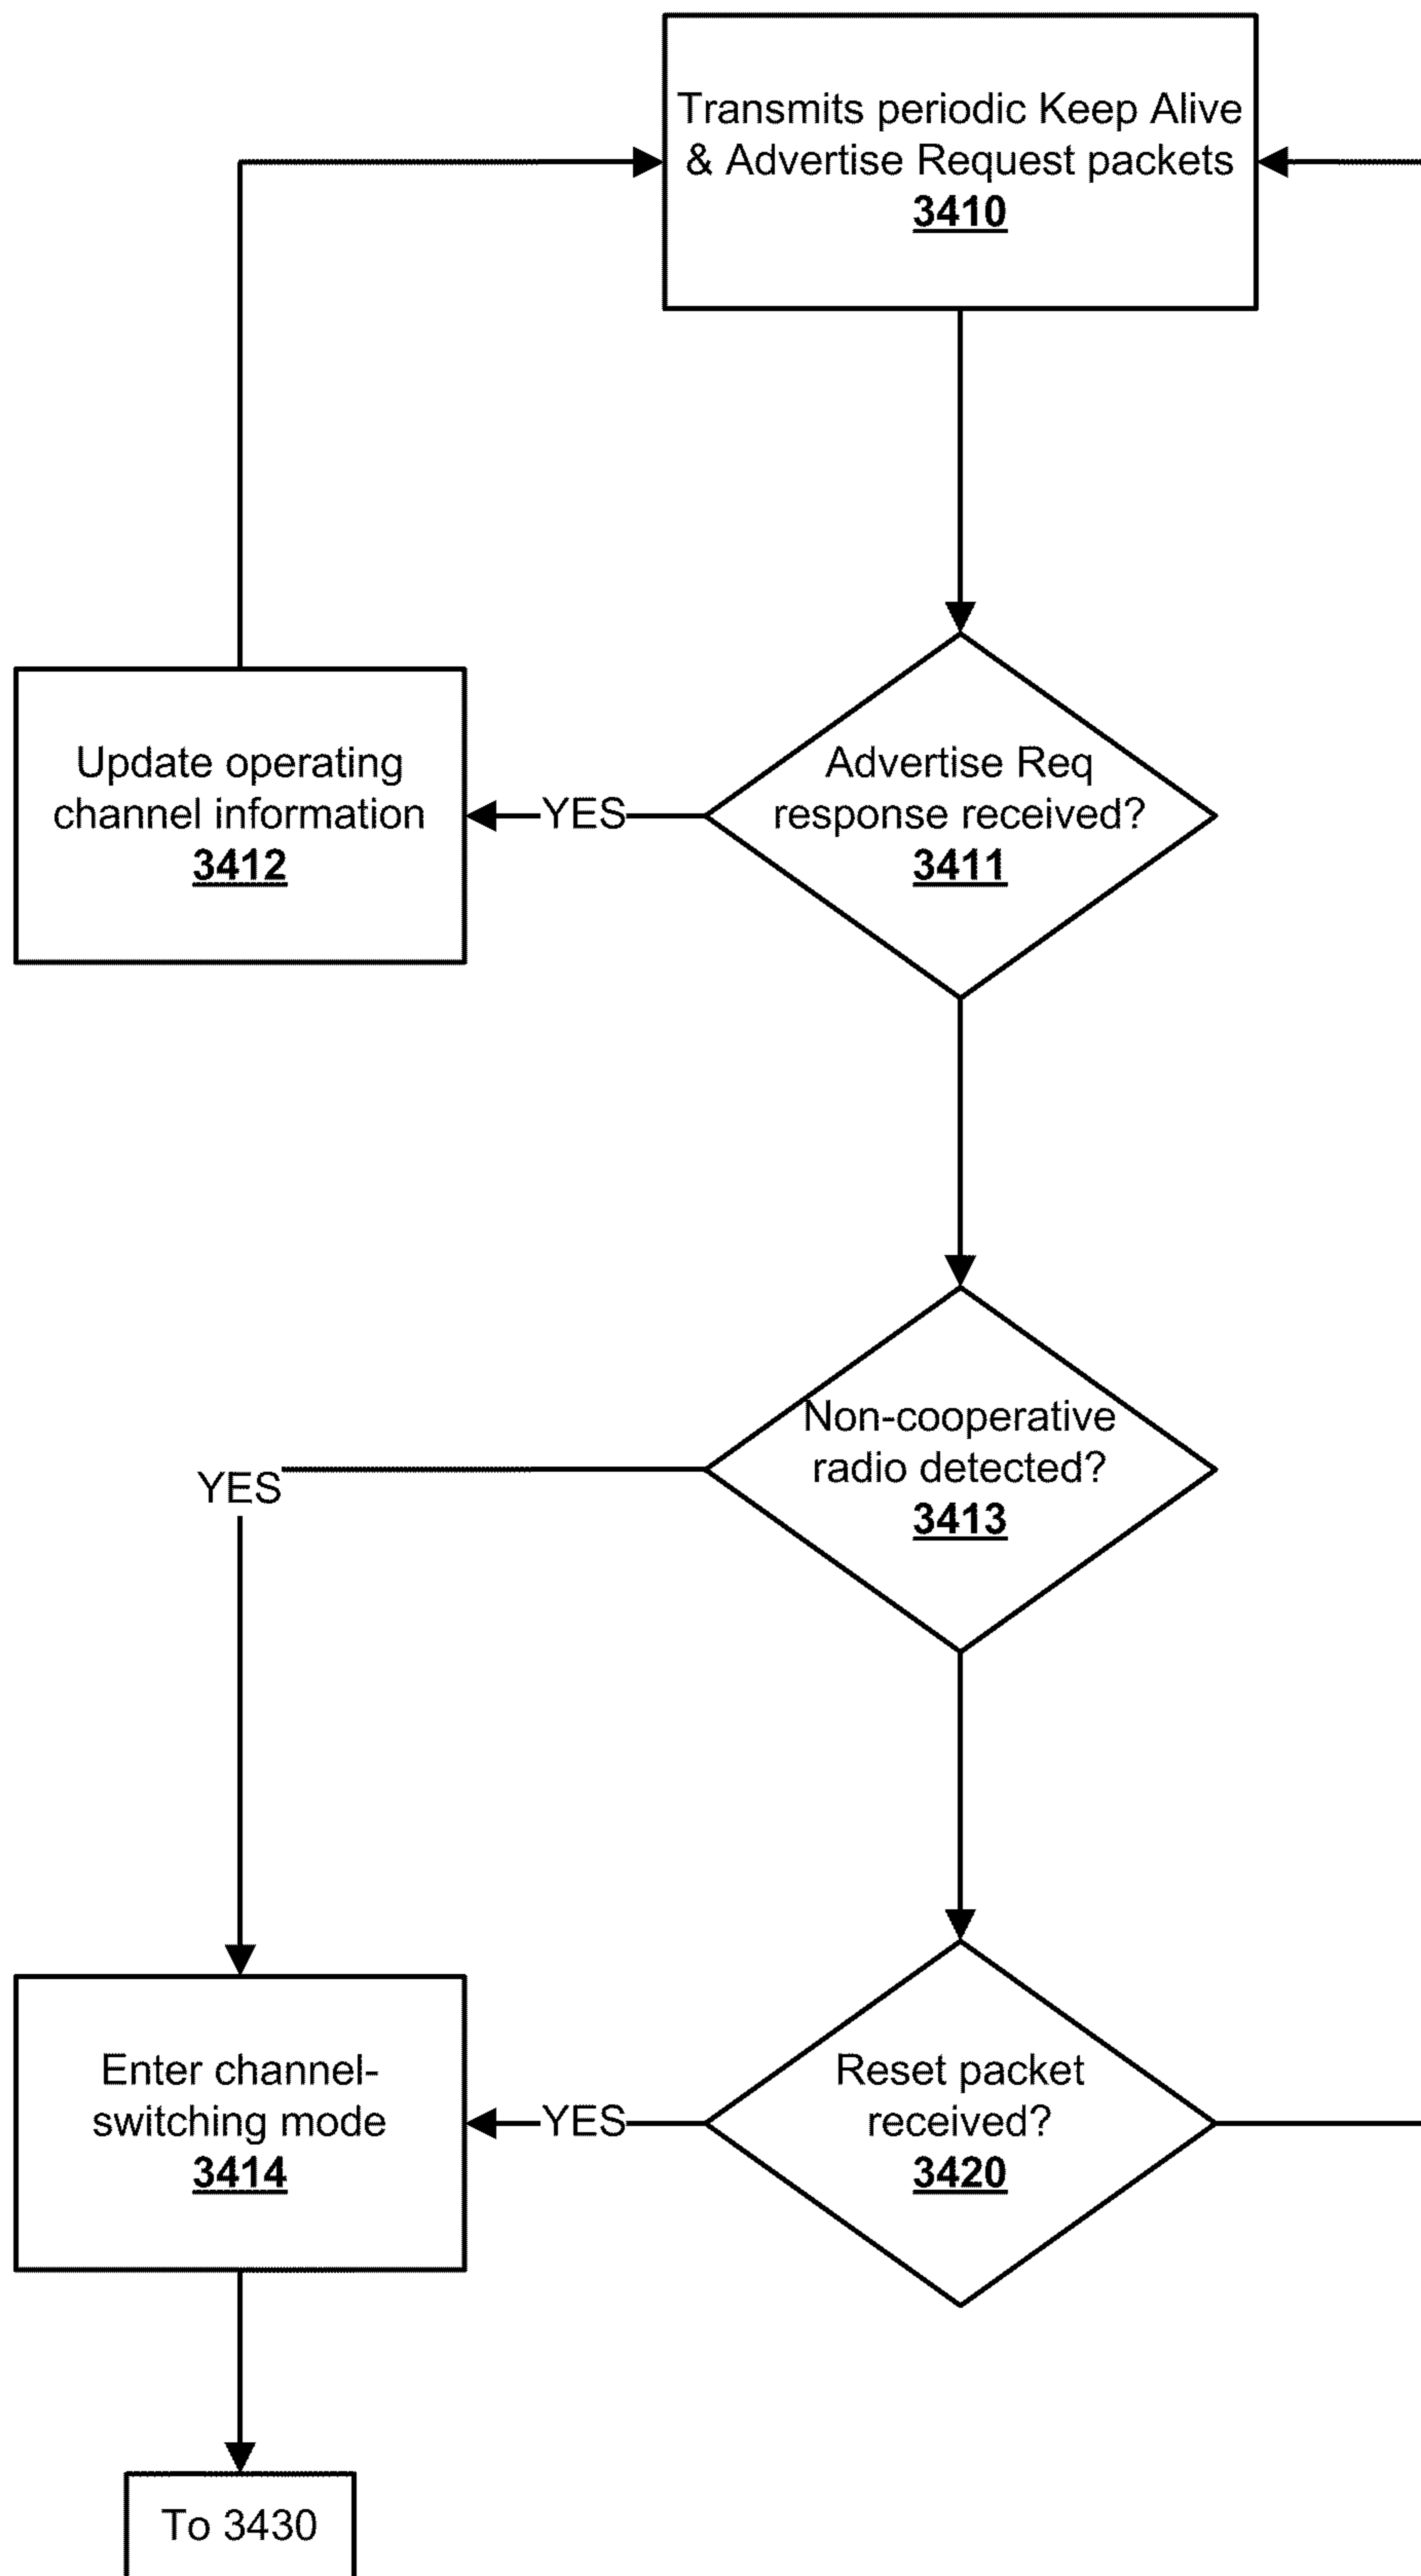 Transmits periodic Keep Alive
& Advertise Request packets
3410
Update operating
channel information
3412
YES
Advertise Req
response received?
3411
Non-cooperative
radio detected?
3413
YES
Enter channel-
switching mode
3414
YES
Reset packet
received?
3420
To 3430